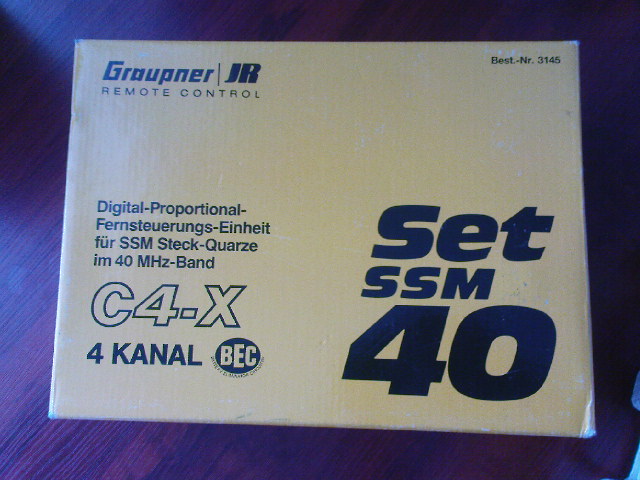 Graupner JR
REMOTE CONTROL
Best.-Nr. 3145
Digital-Proportional-
Fernsteuerungs-Einheit
für SSM Steck-Quarze
im 40 MHz-Band
C4-X
4 KANAL BEC
Set
SSM
40